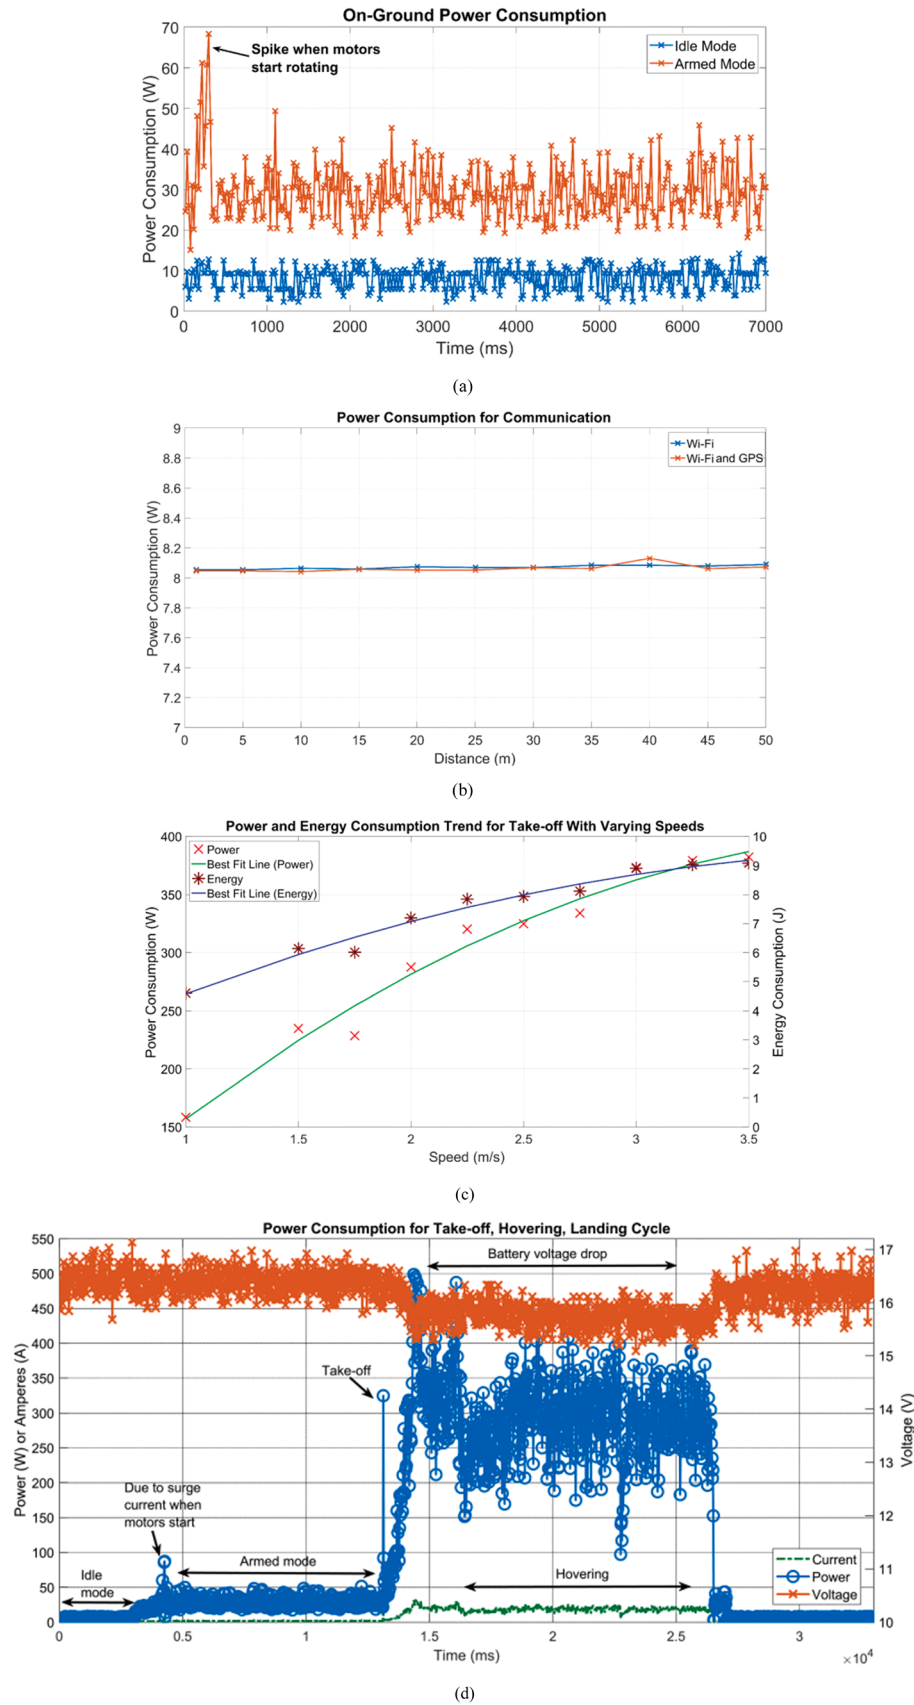 On-Ground Power Consumption
70
60
50
40
30
20
10
0
Power Consumption (W)
Spike when motors
start rotating
Idle Mode
Armed Mode
0 1000 2000 3000 4000 5000 6000 7000
Time (ms)
(a)
Power Consumption for Communication
9
8.8
8.6
8.4
8.2
8
7.8
7.6
7.4
7.2
7
Power Consumption (W)
Wi-Fi
Wi-Fi and GPS
0 5 10 15 20 25 30 35 40 45 50
Distance (m)
(b)
Power and Energy Consumption Trend for Take-off With Varying Speeds
400
350
300
250
200
150
Power Consumption (W)
Power
Best Fit Line (Power)
Energy
Best Fit Line (Energy)
10
9
8
7
6
5
4
3
2
1
0
Energy Consumption (J)
1 1.5 2 2.5 3 3.5
Speed (m/s)
(c)
Power Consumption for Take-off, Hovering, Landing Cycle
550
500
450
400
350
300
250
200
150
100
50
0
Power (W) or Amperes (A)
Battery voltage drop
Take-off
Due to surge
current when
motors start
Idle
mode
Armed mode
Hovering
Current
Power
Voltage
17
16
15
14
13
12
11
10
Voltage (V)
0 0.5 1 1.5 2 2.5 3
Time (ms)
×10⁴
(d)